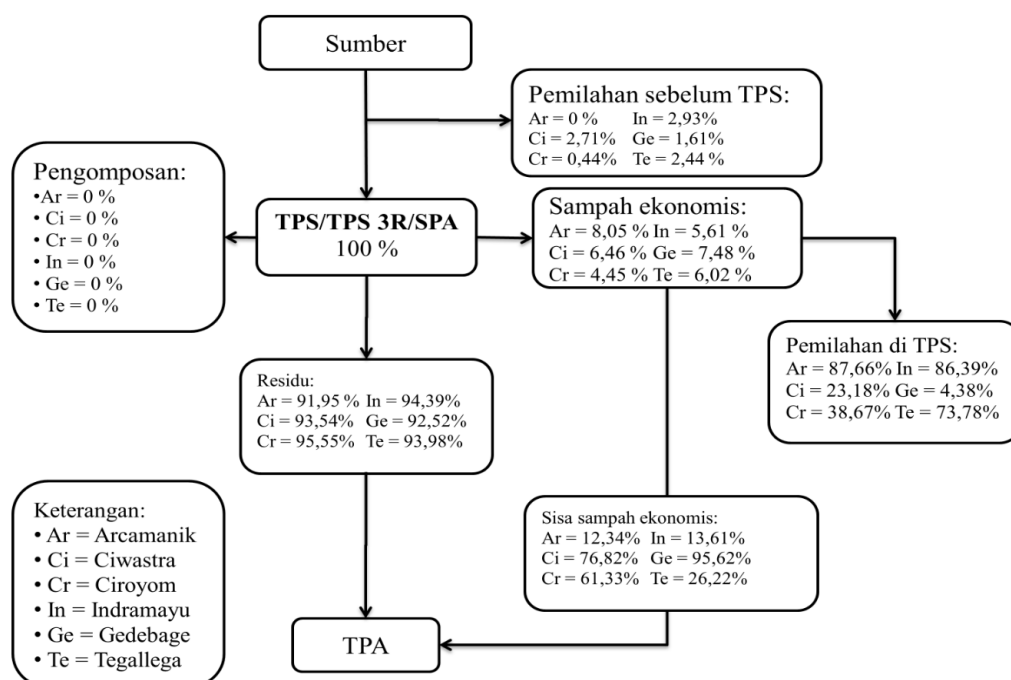 Sumber
Pemilahan sebelum TPS:
Ar = 0 % In = 2,93%
Ci = 2,71% Ge = 1,61%
Cr = 0,44% Te = 2,44 %
Pengomposan:
•Ar = 0 %
• Ci = 0 %
• Cr = 0 %
• In = 0 %
• Ge = 0 %
• Te = 0 %
TPS/TPS 3R/SPA
100 %
Sampah ekonomis:
Ar = 8,05 % In = 5,61 %
Ci = 6,46 % Ge = 7,48 %
Cr = 4,45 % Te = 6,02 %
Pemilahan di TPS:
Ar = 87,66% In = 86,39%
Ci = 23,18% Ge = 4,38%
Cr = 38,67% Te = 73,78%
Residu:
Ar = 91,95 % In = 94,39%
Ci = 93,54% Ge = 92,52%
Cr = 95,55% Te = 93,98%
Keterangan:
• Ar = Arcamanik
• Ci = Ciwastra
• Cr = Ciroyom
• In = Indramayu
• Ge = Gedebage
• Te = Tegallega
Sisa sampah ekonomis:
Ar = 12,34% In = 13,61%
Ci = 76,82% Ge = 95,62%
Cr = 61,33% Te = 26,22%
TPA